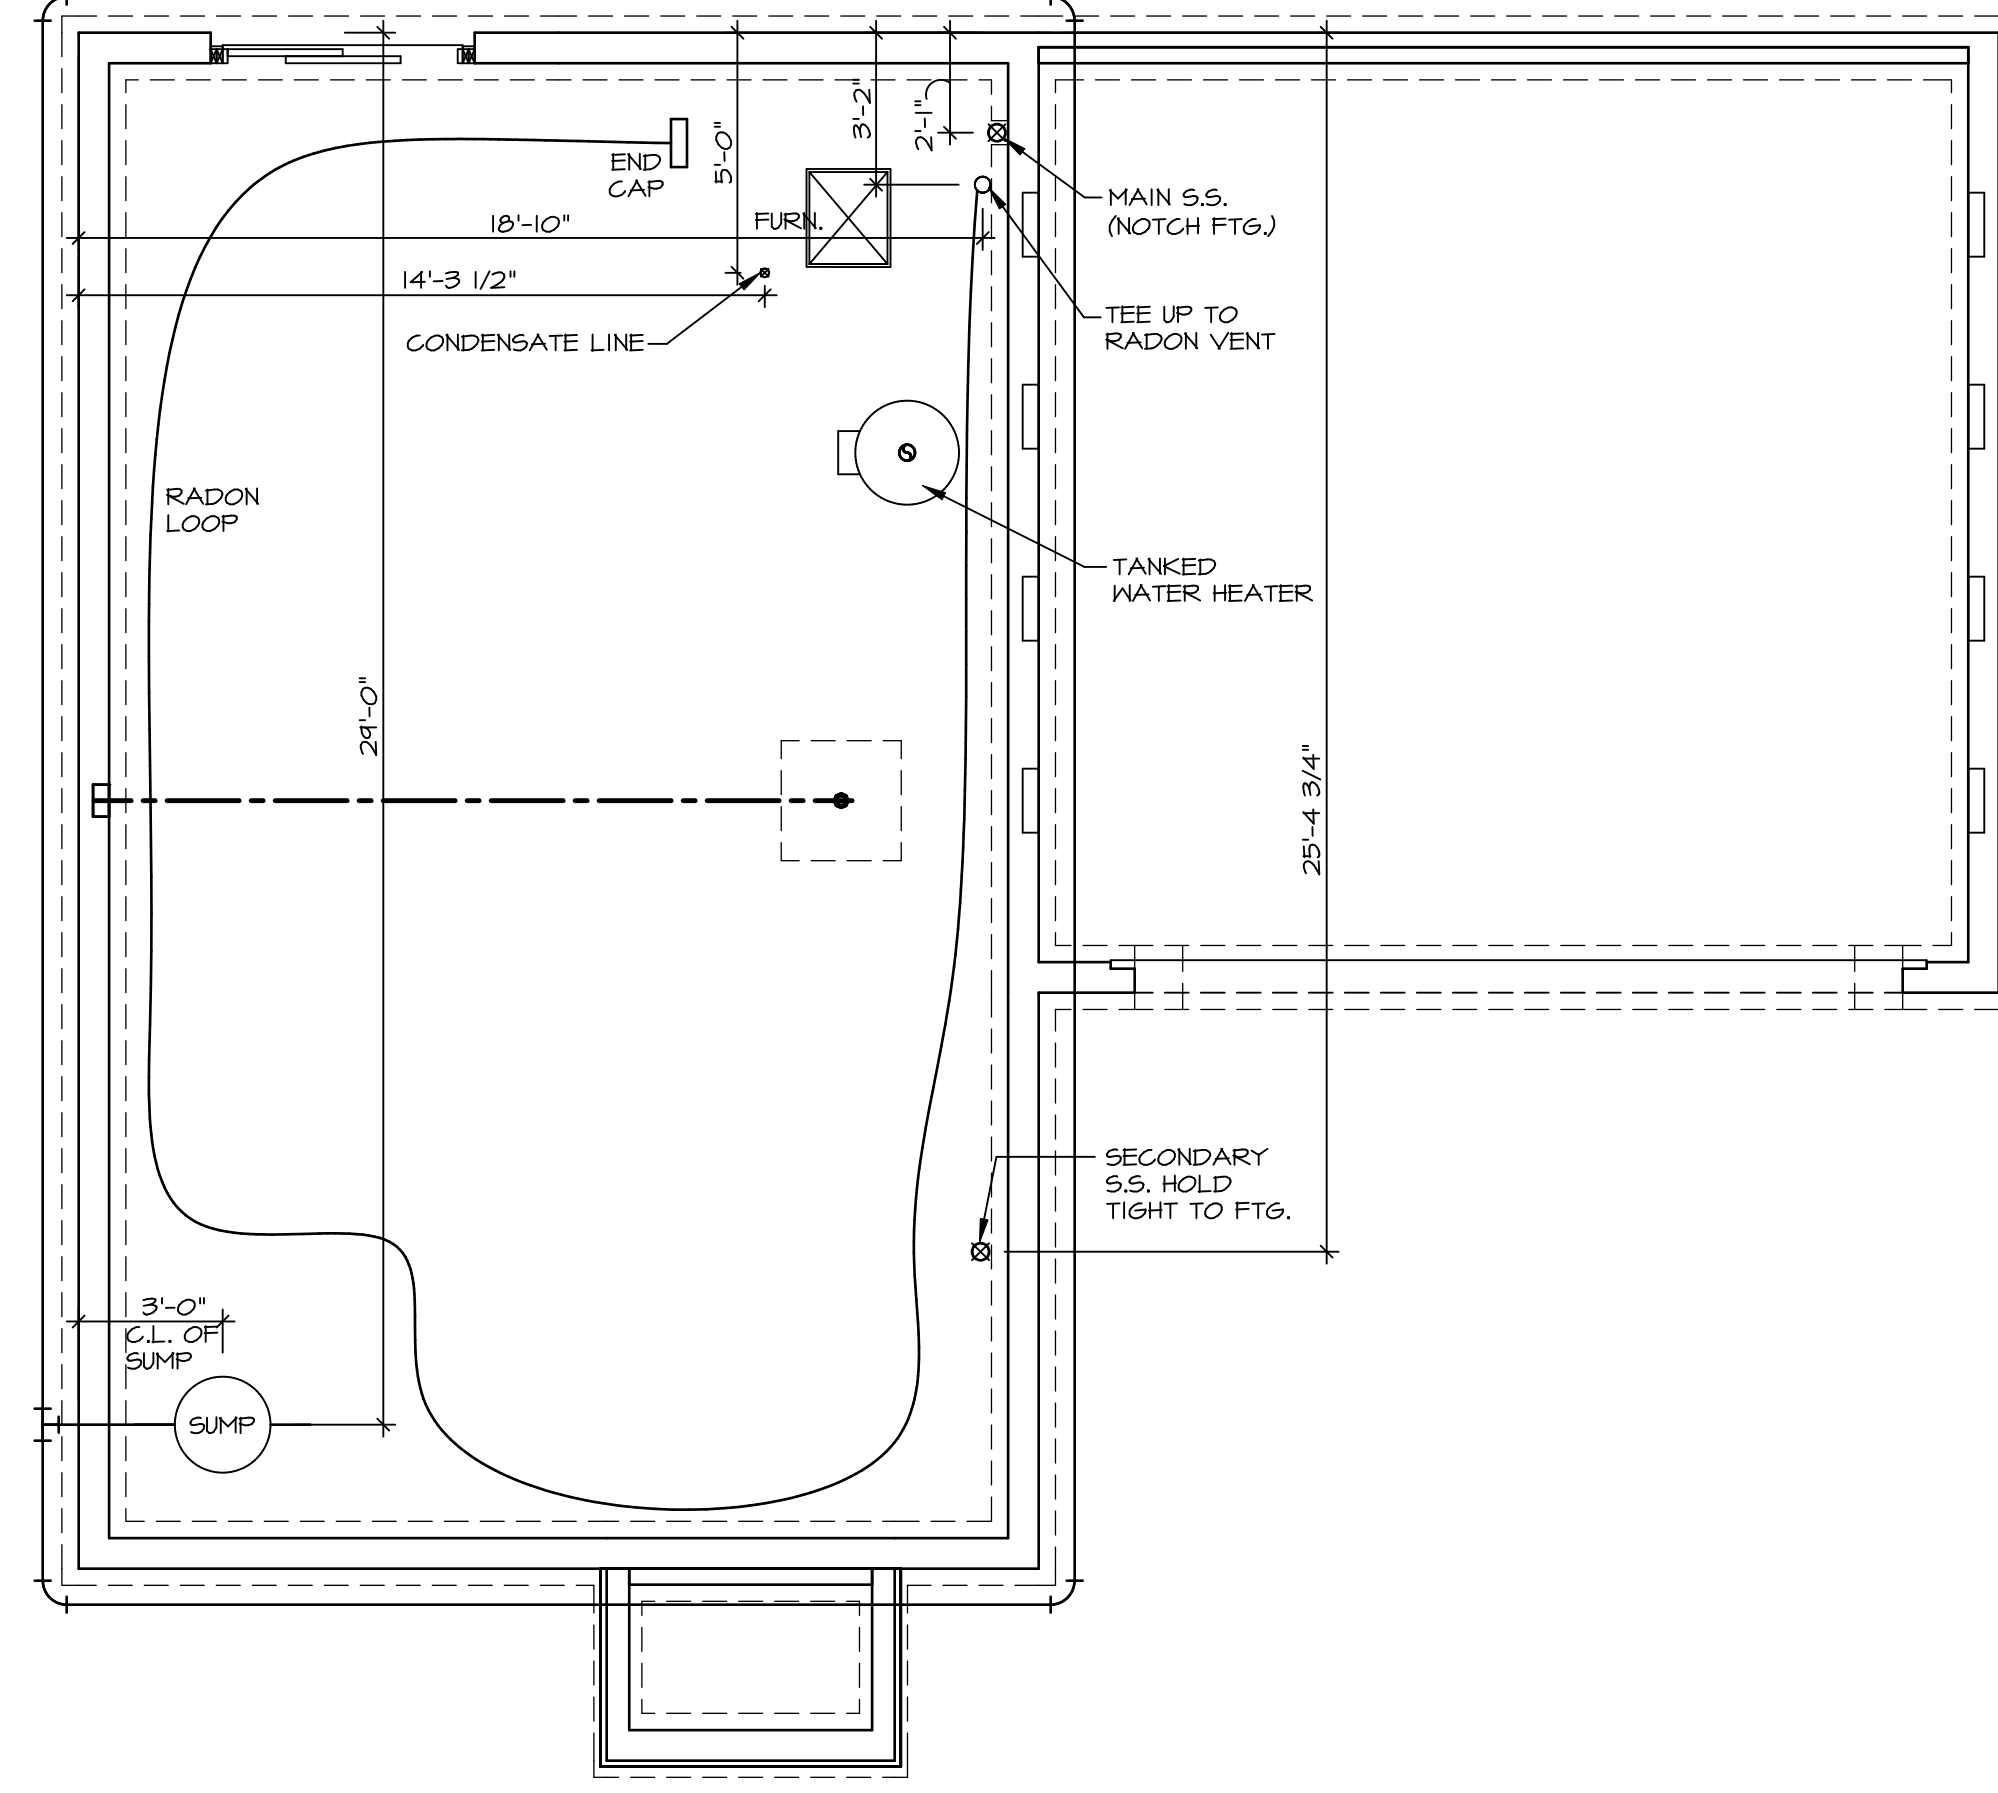 3'-2"
2'-1"
5'-0"
END
CAP
MAIN S.S.
(NOTCH FTG.)
18'-10"
FURN.
14'-3 1/2"
CONDENSATE LINE
TEE UP TO
RADON VENT
RADON
LOOP
TANKED
WATER HEATER
29'-0"
25'-4 3/4"
SECONDARY
S.S. HOLD
TIGHT TO FTG.
3'-0"
C.L. OF
SUMP
SUMP